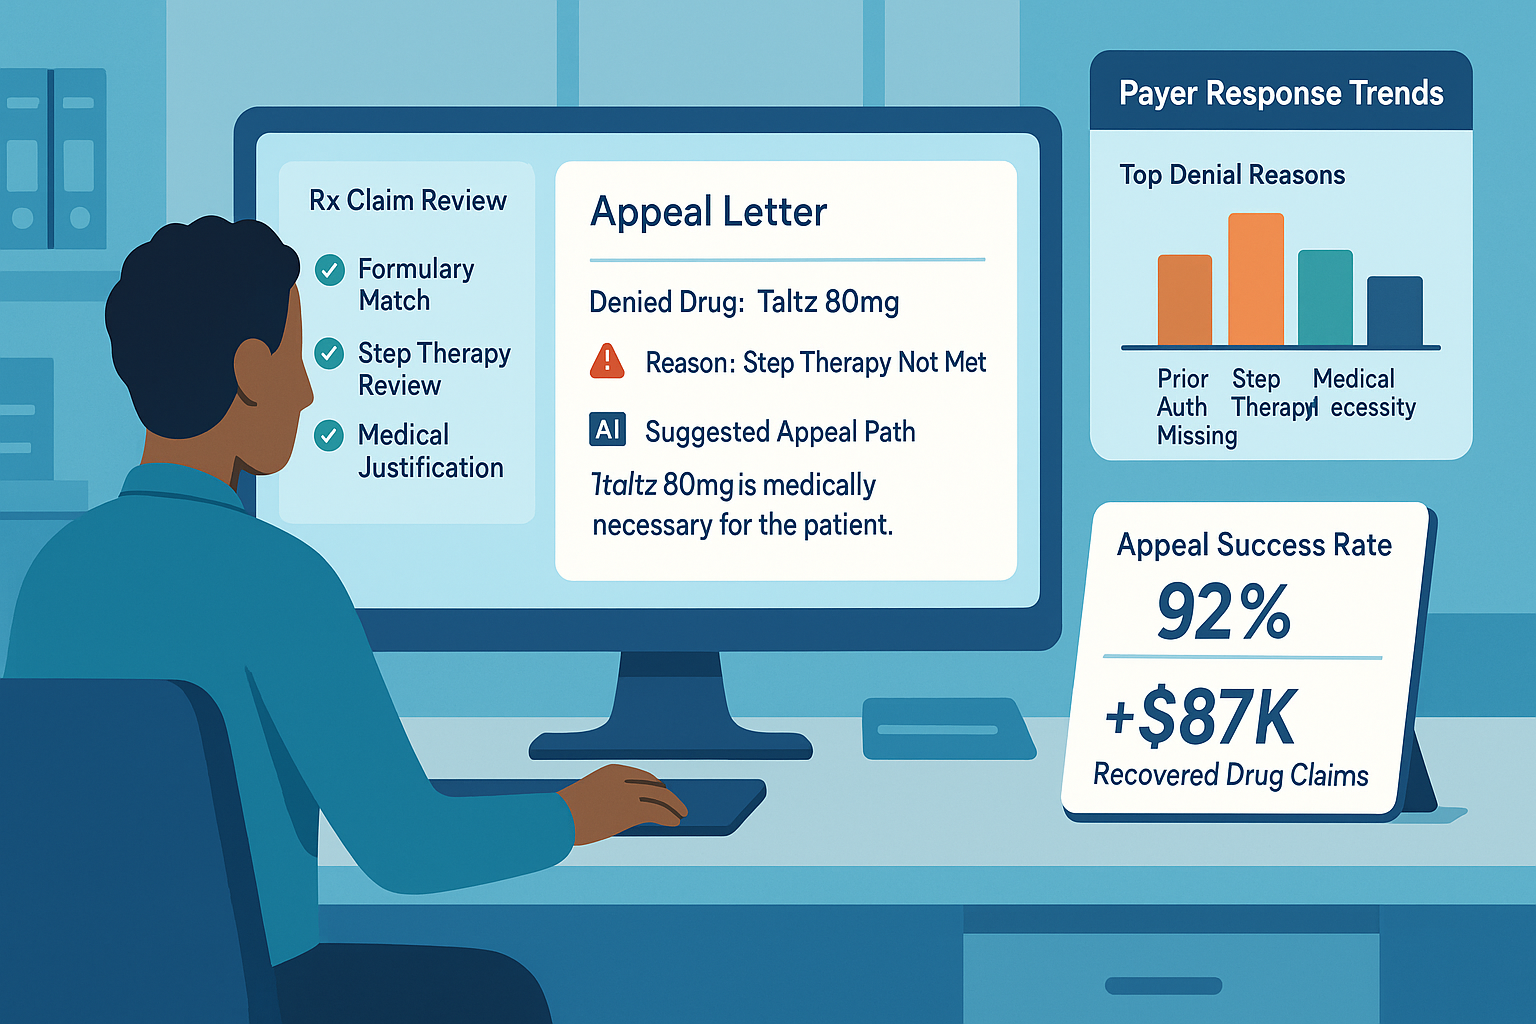 Rx Claim Review
Formulary
Match
Step Therapy
Review
Medical
Justification
Appeal Letter
Denied Drug: Taltz 80mg
Reason: Step Therapy Not Met
AI Suggested Appeal Path
7taltz 80mg is medically
necessary for the patient.
Payer Response Trends
Top Denial Reasons
Prior
Auth
Missing
Step
Therapy
Medical
ecessity
Appeal Success Rate
92%
+$87K
Recovered Drug Claims